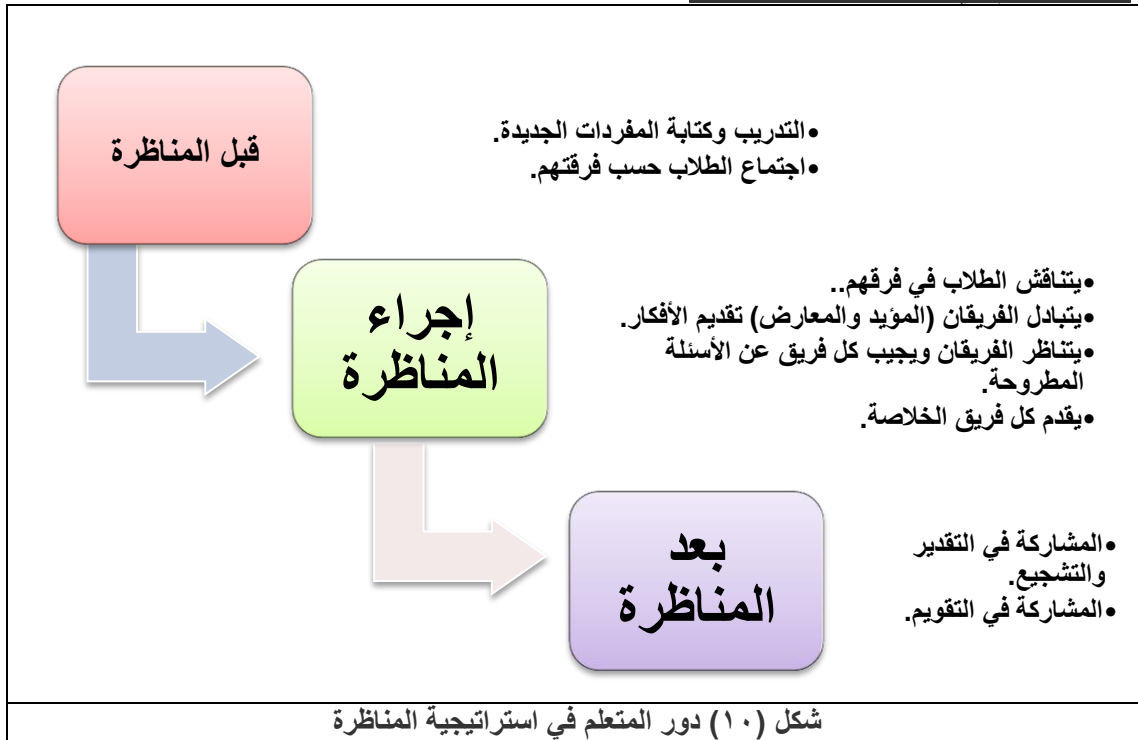 قبل المناظرة
•التدريب وكتابة المفردات الجديدة.
•اجتماع الطلاب حسب فرقتهم.
إجراء
المناظرة
•يتناقش الطلاب في فرقهم..
•يتبادل الفريقان (المؤيد والمعارض) تقديم الأفكار.
•يتناظر الفريقان ويجيب كل فريق عن الأسئلة
المطروحة.
•يقدم كل فريق الخلاصة.
بعد
المناظرة
•المشاركة في التقدير
والتشجيع.
•المشاركة في التقويم.
شكل (١٠) دور المتعلم في استراتيجية المناظرة